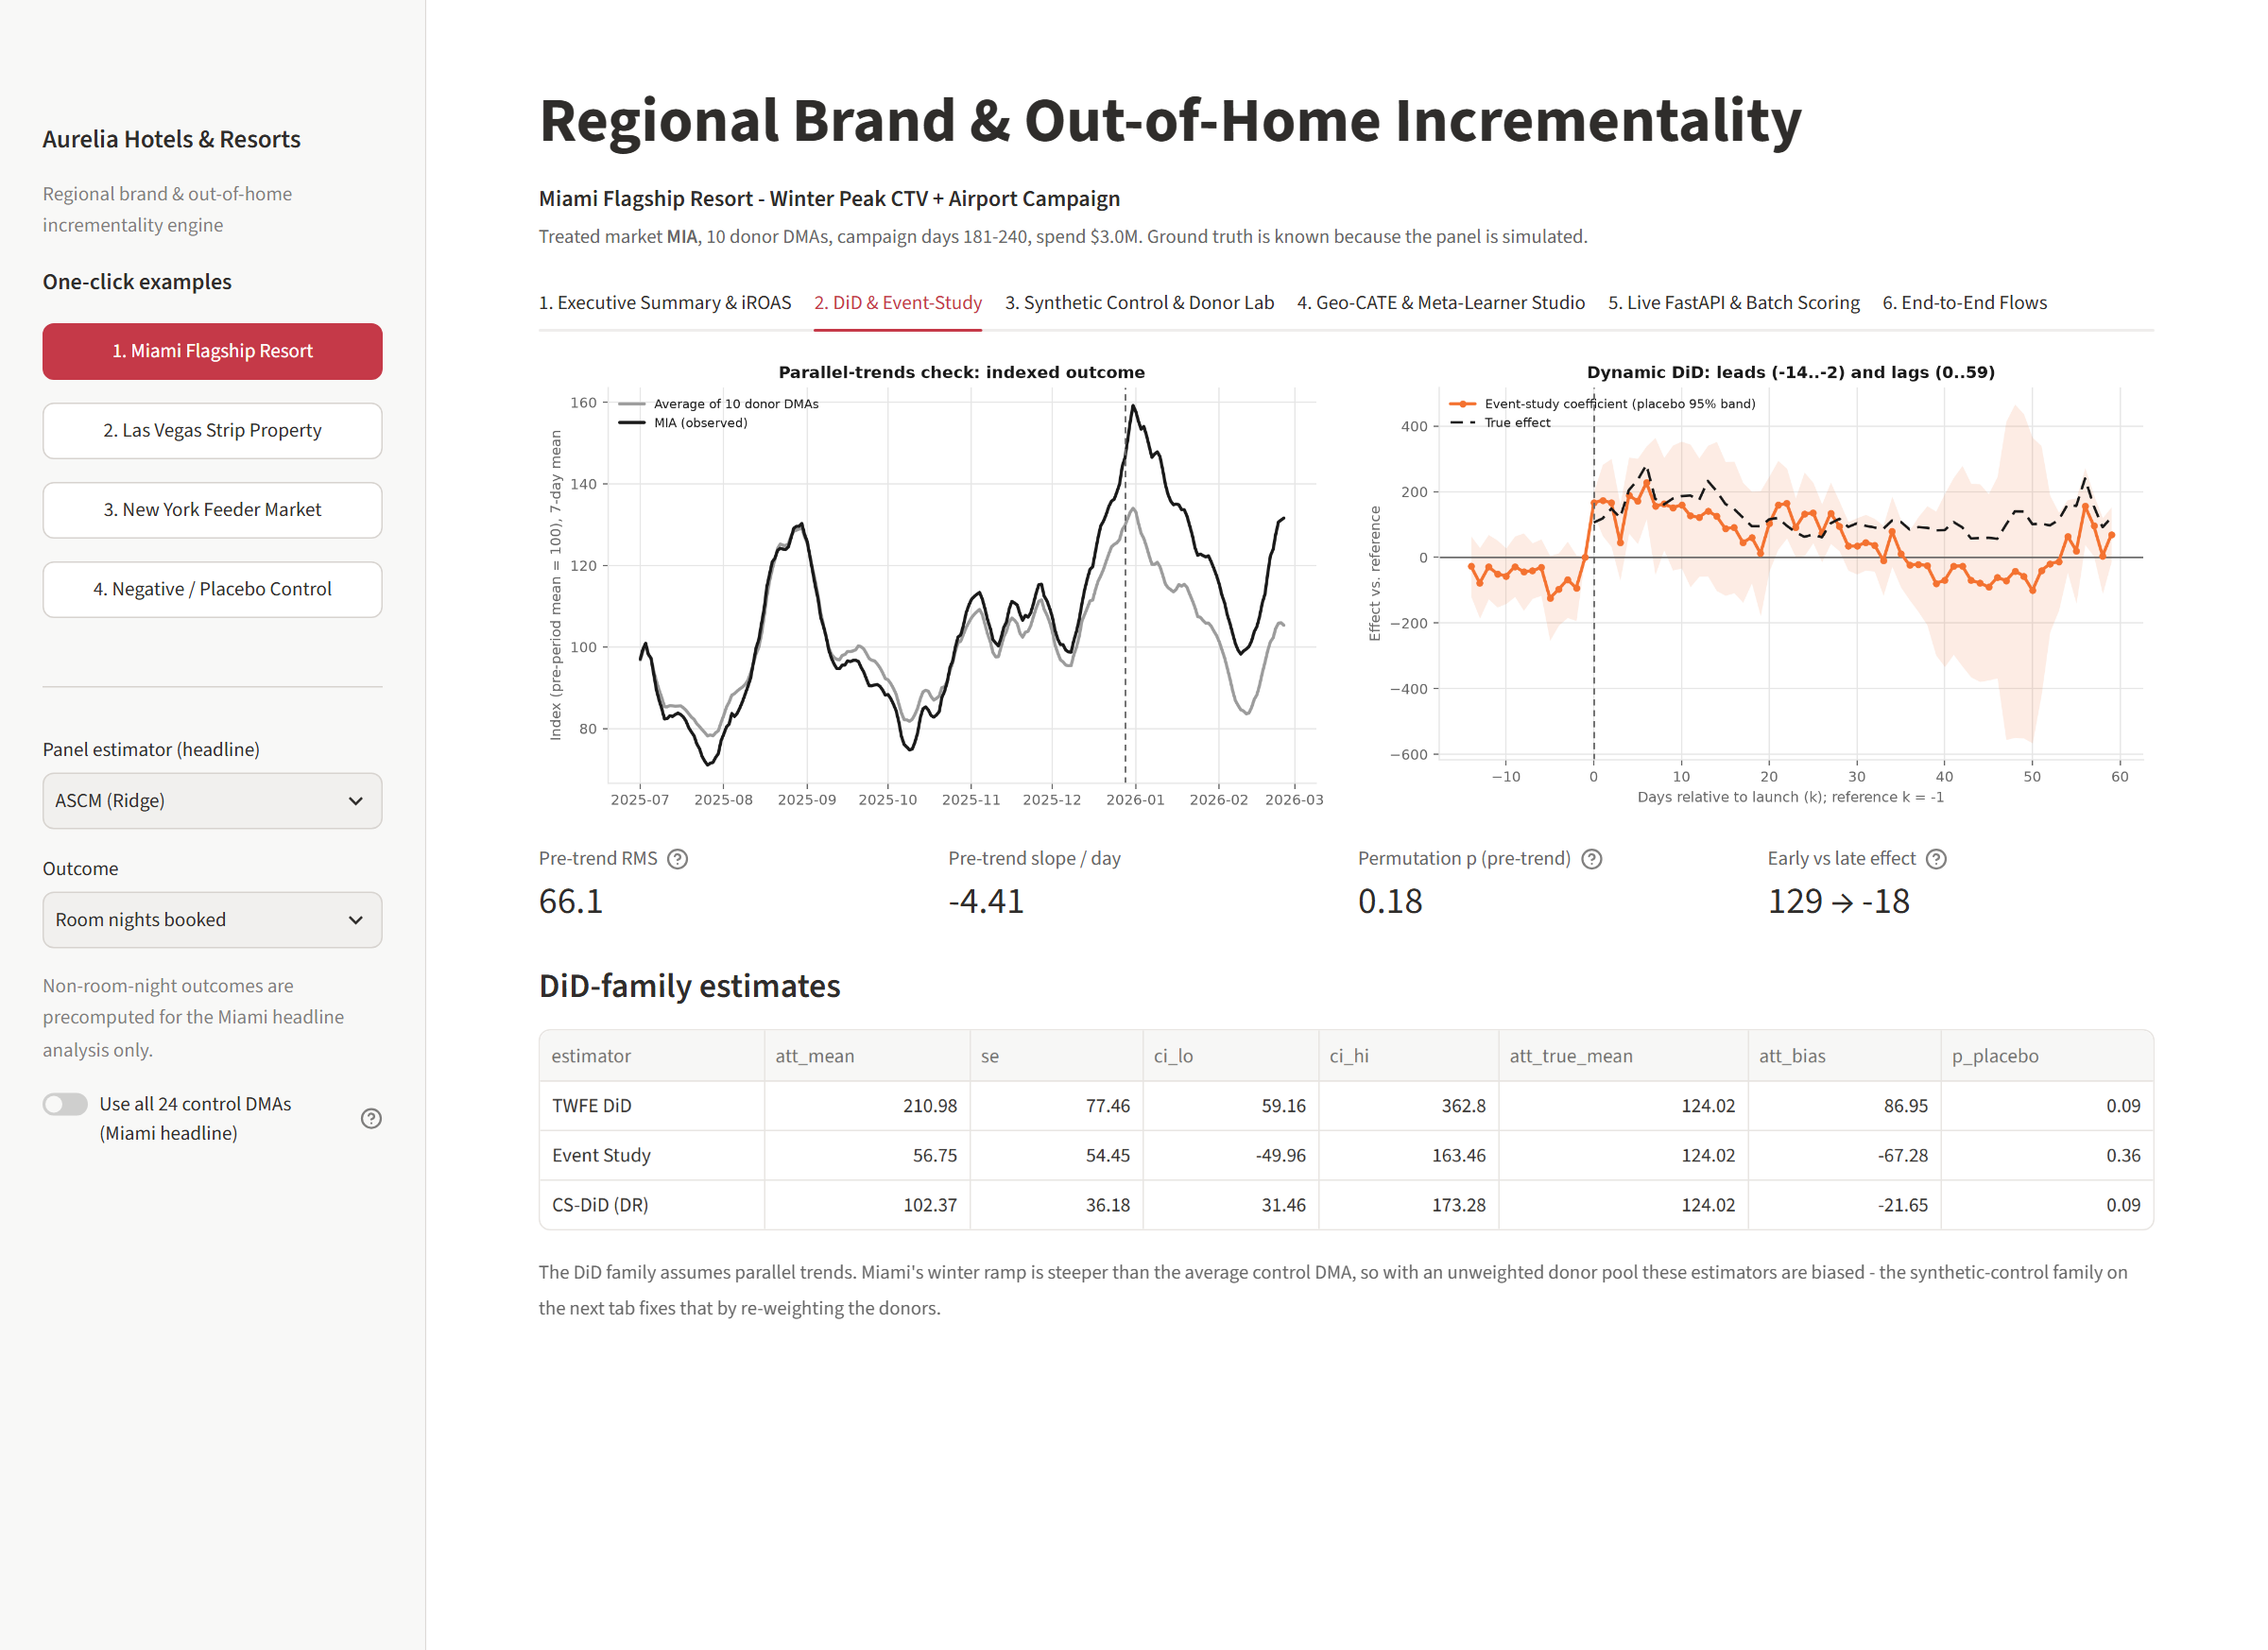 Aurelia Hotels & Resorts
Regional brand & out-of-home
incrementality engine
One-click examples
1. Miami Flagship Resort
2. Las Vegas Strip Property
3. New York Feeder Market
4. Negative / Placebo Control
Panel estimator (headline)
ASCM (Ridge)
Outcome
Room nights booked
Non-room-night outcomes are
precomputed for the Miami headline
analysis only.
Use all 24 control DMAs
(Miami headline)
Regional Brand & Out-of-Home Incrementality
Miami Flagship Resort - Winter Peak CTV + Airport Campaign
Treated market MIA, 10 donor DMAs, campaign days 181-240, spend $3.0M. Ground truth is known because the panel is simulated.
1. Executive Summary & iROAS 2. DiD & Event-Study 3. Synthetic Control & Donor Lab 4. Geo-CATE & Meta-Learner Studio 5. Live FastAPI & Batch Scoring 6. End-to-End Flows
Parallel-trends check: indexed outcome
Average of 10 donor DMAs
MIA (observed)
Index (pre-period mean = 100), 7-day mean
160
140
120
100
80
2025-07 2025-08 2025-09 2025-10 2025-11 2025-12 2026-01 2026-02 2026-03
Dynamic DiD: leads (-14..-2) and lags (0..59)
Event-study coefficient (placebo 95% band)
True effect
Effect vs. reference
400
200
0
−200
−400
−600
−10 0 10 20 30 40 50 60
Days relative to launch (k); reference k = -1
Pre-trend RMS
66.1
Pre-trend slope / day
-4.41
Permutation p (pre-trend)
0.18
Early vs late effect
129 → -18
DiD-family estimates
estimator att_mean se ci_lo ci_hi att_true_mean att_bias p_placebo
TWFE DiD 210.98 77.46 59.16 362.8 124.02 86.95 0.09
Event Study 56.75 54.45 -49.96 163.46 124.02 -67.28 0.36
CS-DiD (DR) 102.37 36.18 31.46 173.28 124.02 -21.65 0.09
The DiD family assumes parallel trends. Miami's winter ramp is steeper than the average control DMA, so with an unweighted donor pool these estimators are biased - the synthetic-control family on
the next tab fixes that by re-weighting the donors.